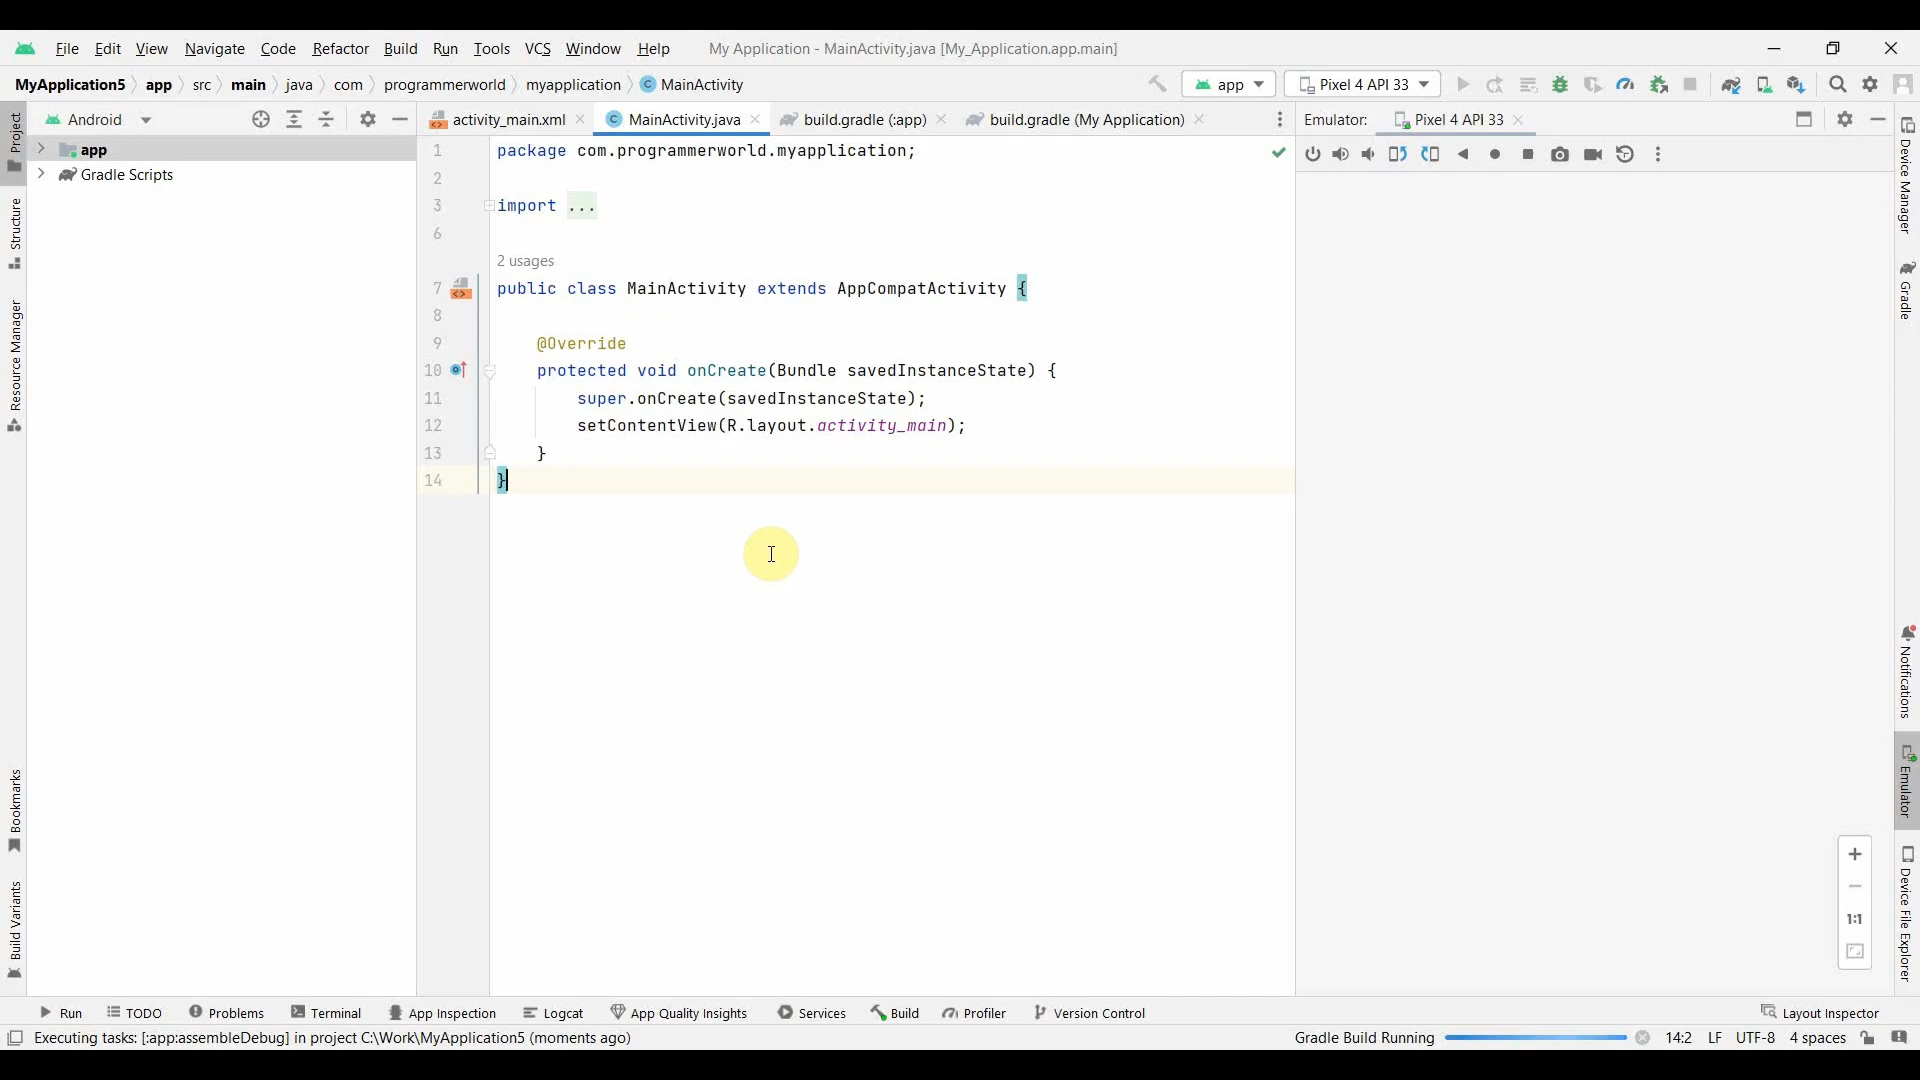 File Edit View Navigate Code Refactor Build Run Tools VCS Window Help My Application - MainActivity.java [My_Application.app.main]
MyApplication5 app src main java com programmerworld myapplication MainActivity app Pixel 4 API 33
Project
Android
activity_main.xml MainActivity.java build.gradle (:app) build.gradle (My Application)
Emulator: Pixel 4 API 33
app
Gradle Scripts
1 package com.programmerworld.myapplication;
2
3 import ...
6
2 usages
7 public class MainActivity extends AppCompatActivity {
8
9 @Override
10 protected void onCreate(Bundle savedInstanceState) {
11 super.onCreate(savedInstanceState);
12 setContentView(R.layout.activity_main);
13 }
14 }
Structure
Resource Manager
Bookmarks
Build Variants
Device Manager
Gradle
Notifications
Emulator
Device File Explorer
1:1
Run TODO Problems Terminal App Inspection Logcat App Quality Insights Services Build Profiler Version Control Layout Inspector
Executing tasks: [:app:assembleDebug] in project C:\Work\MyApplication5 (moments ago) Gradle Build Running 14:2 LF UTF-8 4 spaces